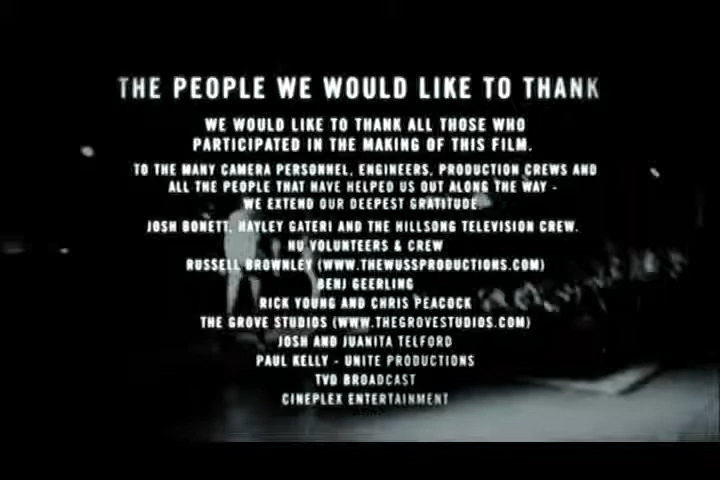 THE PEOPLE WE WOULD LIKE TO THANK
WE WOULD LIKE TO THANK ALL THOSE WHO
PARTICIPATED IN THE MAKING OF THIS FILM.
TO THE MANY CAMERA PERSONNEL, ENGINEERS, PRODUCTION CREWS AND
ALL THE PEOPLE THAT HAVE HELPED US OUT ALONG THE WAY -
WE EXTEND OUR DEEPEST GRATITUDE.
JOSH BONETT, HAYLEY GATERI AND THE HILLSONG TELEVISION CREW.
HU VOLUNTEERS & CREW
RUSSELL BROWNLEY (WWW.THEWUSSPRODUCTIONS.COM)
BENJ GEERLING
RICK YOUNG AND CHRIS PEACOCK
THE GROVE STUDIOS (WWW.THEGROVESTUDIOS.COM)
JOSH AND JUANITA TELFORD
PAUL KELLY - UNITE PRODUCTIONS
TVD BROADCAST
CINEPLEX ENTERTAINMENT